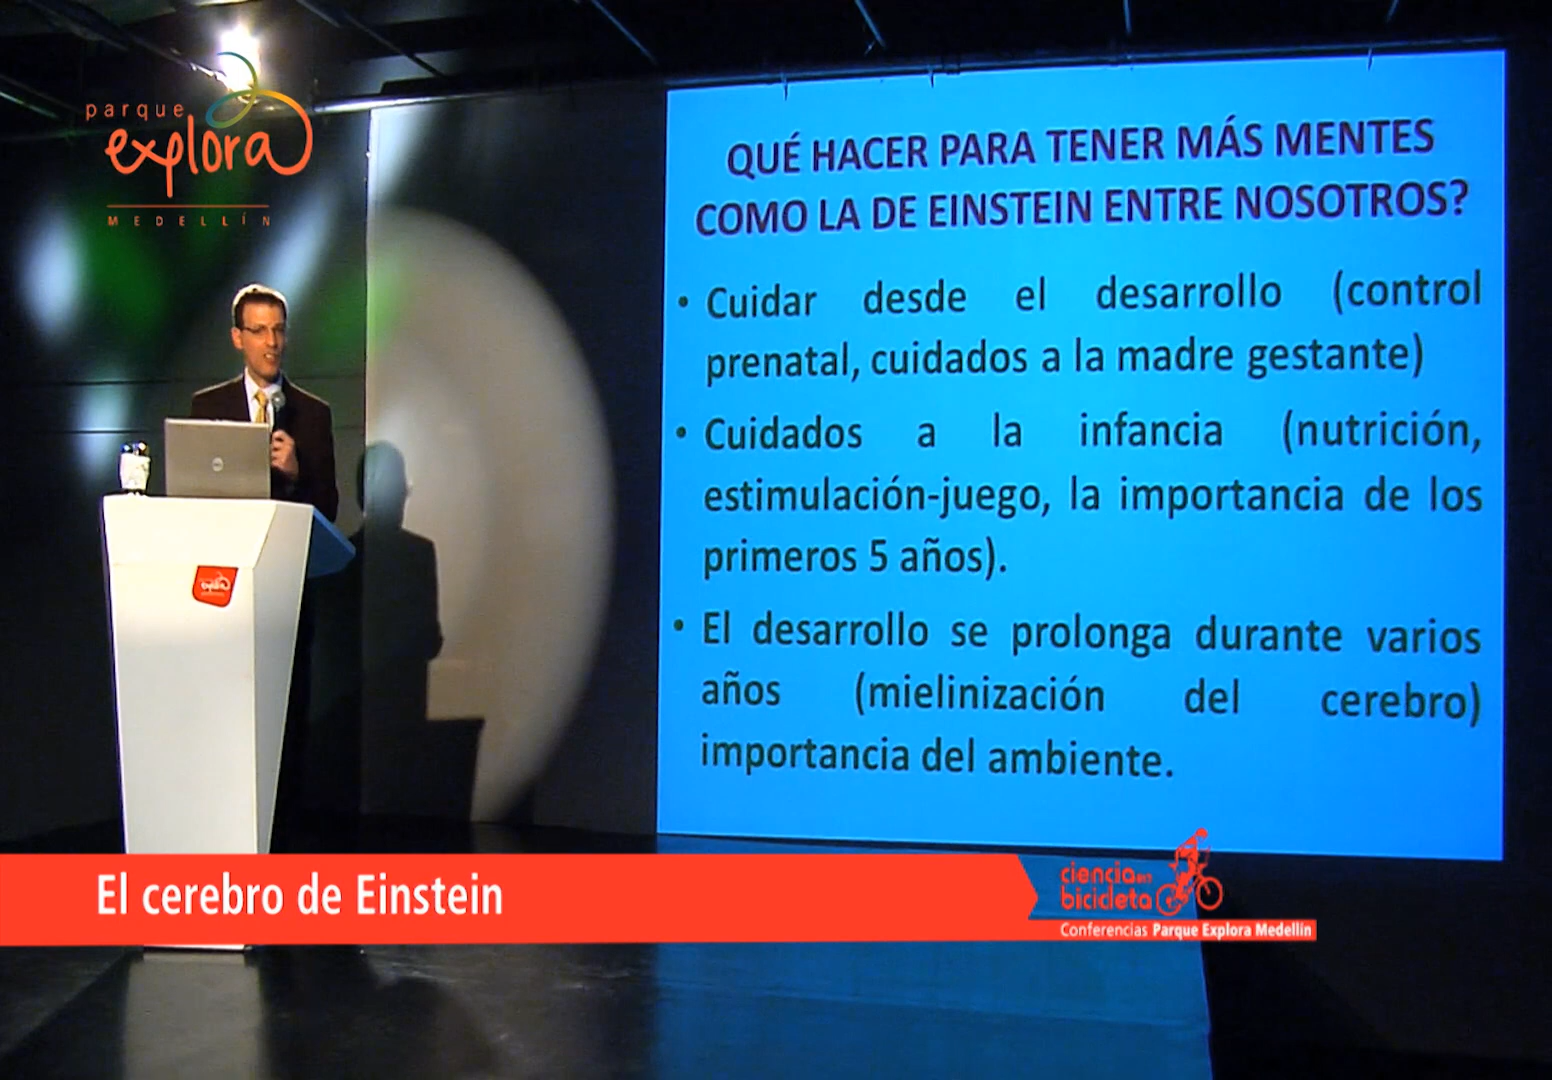 parque
explora
MEDELLÍN
QUÉ HACER PARA TENER MÁS MENTES
COMO LA DE EINSTEIN ENTRE NOSOTROS?
• Cuidar desde el desarrollo (control
prenatal, cuidados a la madre gestante)
• Cuidados a la infancia (nutrición,
estimulación-juego, la importancia de los
primeros 5 años).
• El desarrollo se prolonga durante varios
años (mielinización del cerebro)
importancia del ambiente.
explora
El cerebro de Einstein
ciencia en
bicicleta
Conferencias Parque Explora Medellín